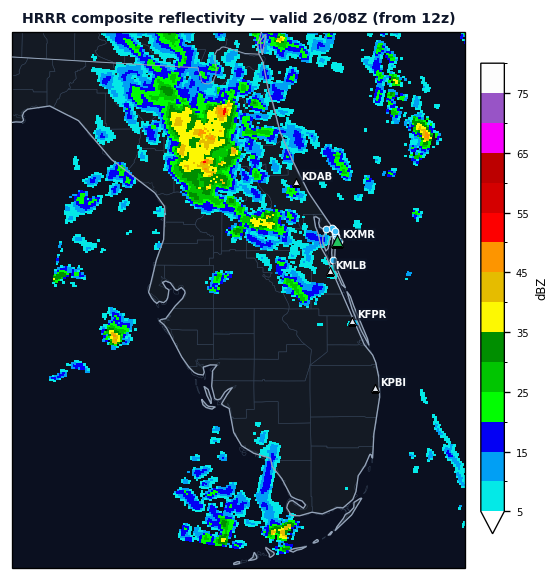 HRRR composite reflectivity — valid 26/08Z (from 12z)
KDAB
KXMR
KMLB
KFPR
KPBI
75
65
55
45
35
25
15
5
dBZ